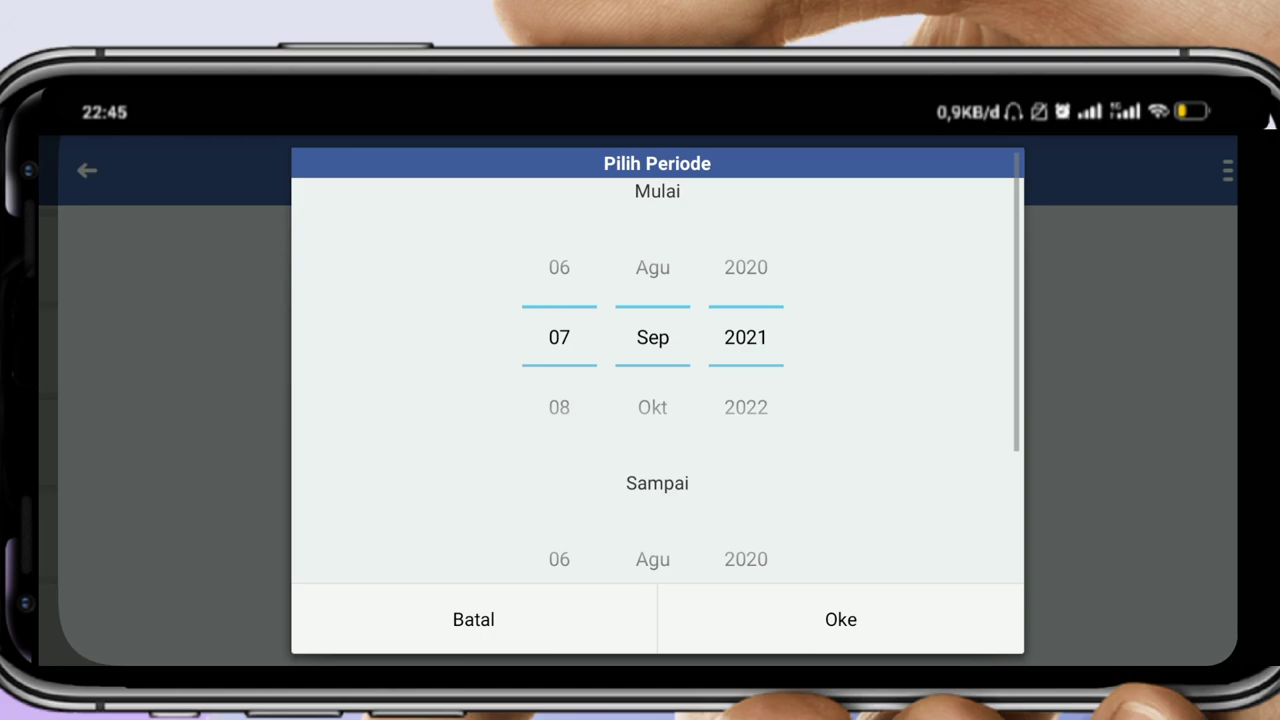 22:45
0,9KB/d
Pilih Periode
Mulai
06 Agu 2020
07 Sep 2021
08 Okt 2022
Sampai
06 Agu 2020
Batal Oke